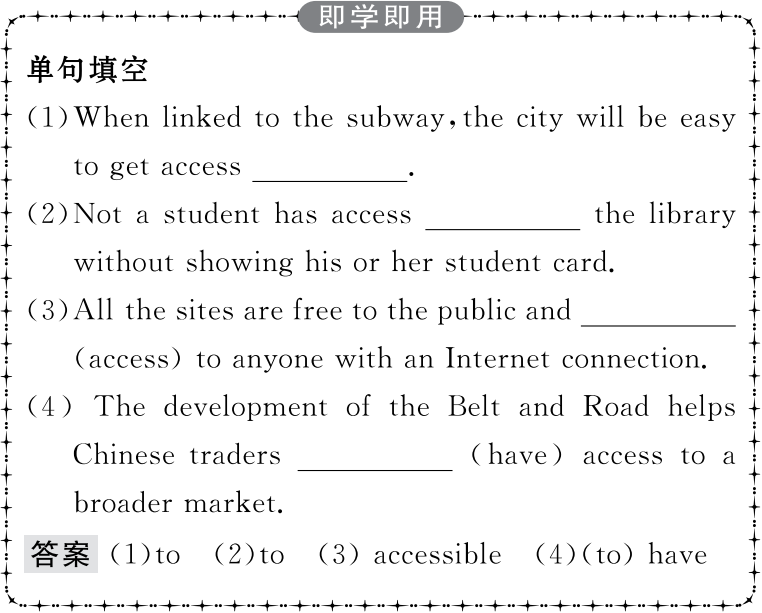 即学即用
单句填空
(1)When linked to the subway,the city will be easy
to get access ________.
(2)Not a student has access ________ the library
without showing his or her student card.
(3)All the sites are free to the public and ________
(access) to anyone with an Internet connection.
(4) The development of the Belt and Road helps
Chinese traders ________ (have) access to a
broader market.
答案 (1)to (2)to (3) accessible (4)(to) have